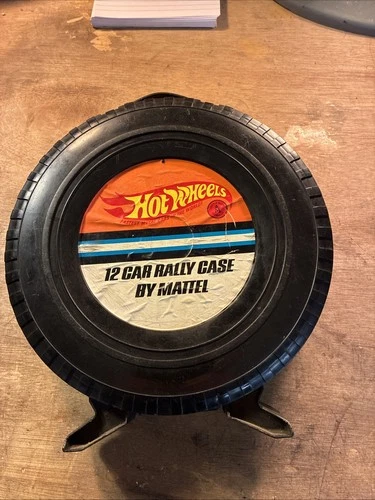 HOT WHEELS
12 CAR RALLY CASE
BY MATTEL